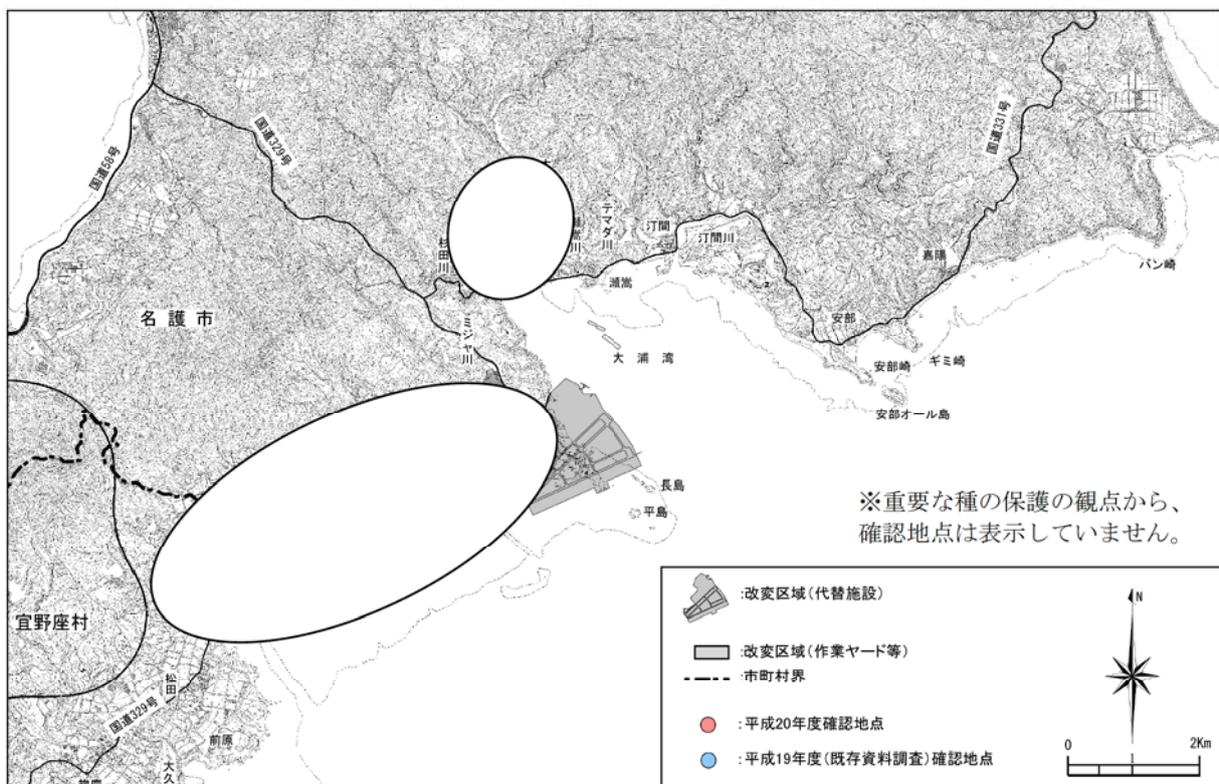 国道58号
国道329号
国道331号
杉田川
テマダ川
汀間
汀間川
嘉陽
バン崎
瀬嵩
名護市
ミジャ川
大浦湾
安部
安部崎
ギミ崎
安部オール島
長島
平島
※重要な種の保護の観点から、
確認地点は表示していません。
宜野座村
松田
国道329号
前原
:改変区域(代替施設)
:改変区域(作業ヤード等)
:市町村界
:平成20年度確認地点
:平成19年度(既存資料調査)確認地点
N
0 1 2Km